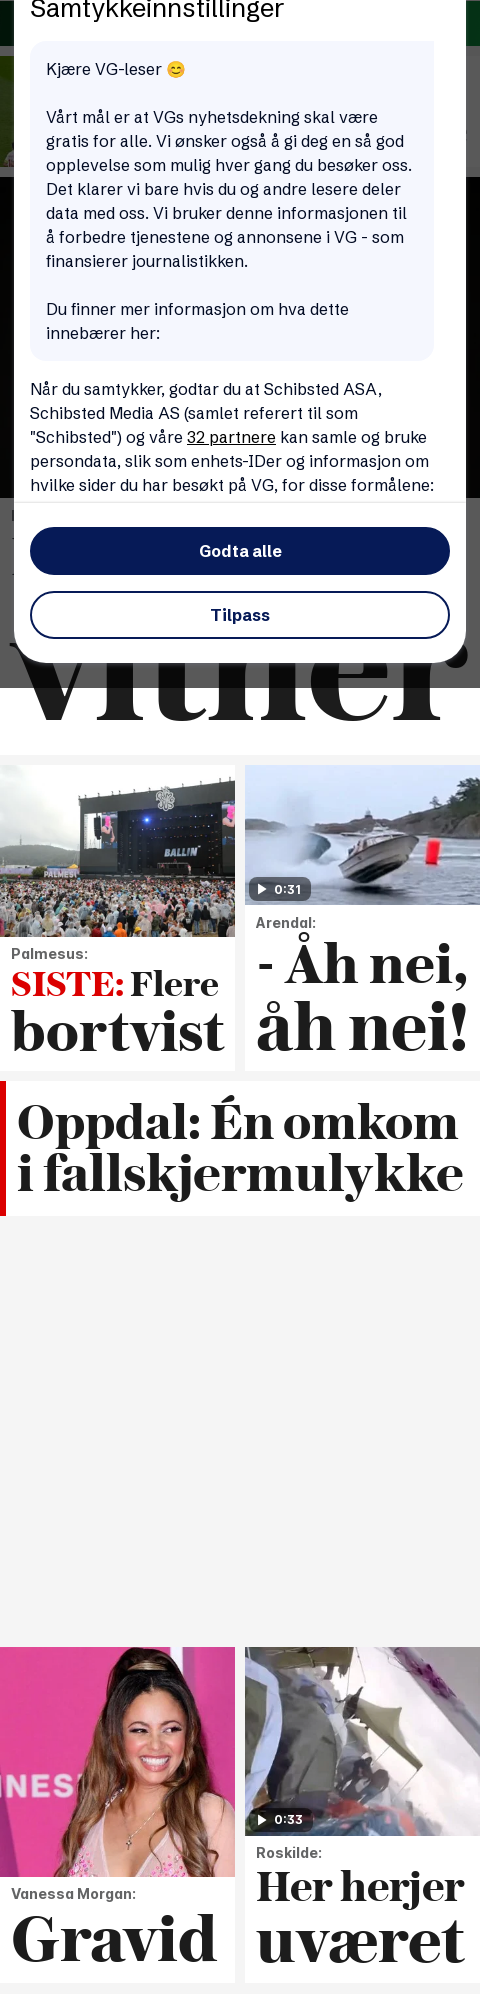 Samtykkeinnstillinger
Kjære VG-leser 😊
Vårt mål er at VGs nyhetsdekning skal være
gratis for alle. Vi ønsker også å gi deg en så god
opplevelse som mulig hver gang du besøker oss.
Det klarer vi bare hvis du og andre lesere deler
data med oss. Vi bruker denne informasjonen til
å forbedre tjenestene og annonsene i VG - som
finansierer journalistikken.
Du finner mer informasjon om hva dette
innebærer her:
Når du samtykker, godtar du at Schibsted ASA,
Schibsted Media AS (samlet referert til som
"Schibsted") og våre 32 partnere kan samle og bruke
persondata, slik som enhets-IDer og informasjon om
hvilke sider du har besøkt på VG, for disse formålene:
Godta alle
Tilpass
vitner
BALLIN'
PALMESUS
0:31
Palmesus:
SISTE: Flere
bortvist
Arendal:
- Åh nei,
åh nei!
Oppdal: Én omkom
i fallskjermulykke
0:33
Vanessa Morgan:
Gravid
Roskilde:
Her herjer
uværet